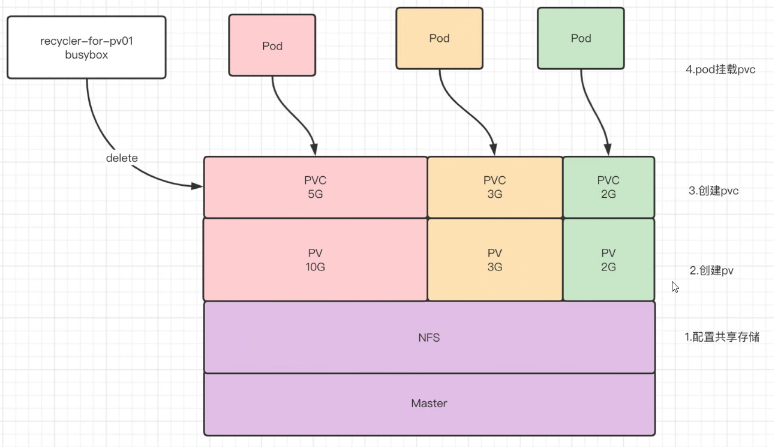 recycler-for-pv01
busybox
Pod
Pod
Pod
4.pod挂载pvc
delete
PVC
5G
PVC
3G
PVC
2G
3.创建pvc
PV
10G
PV
3G
PV
2G
2.创建pv
NFS
1.配置共享存储
Master